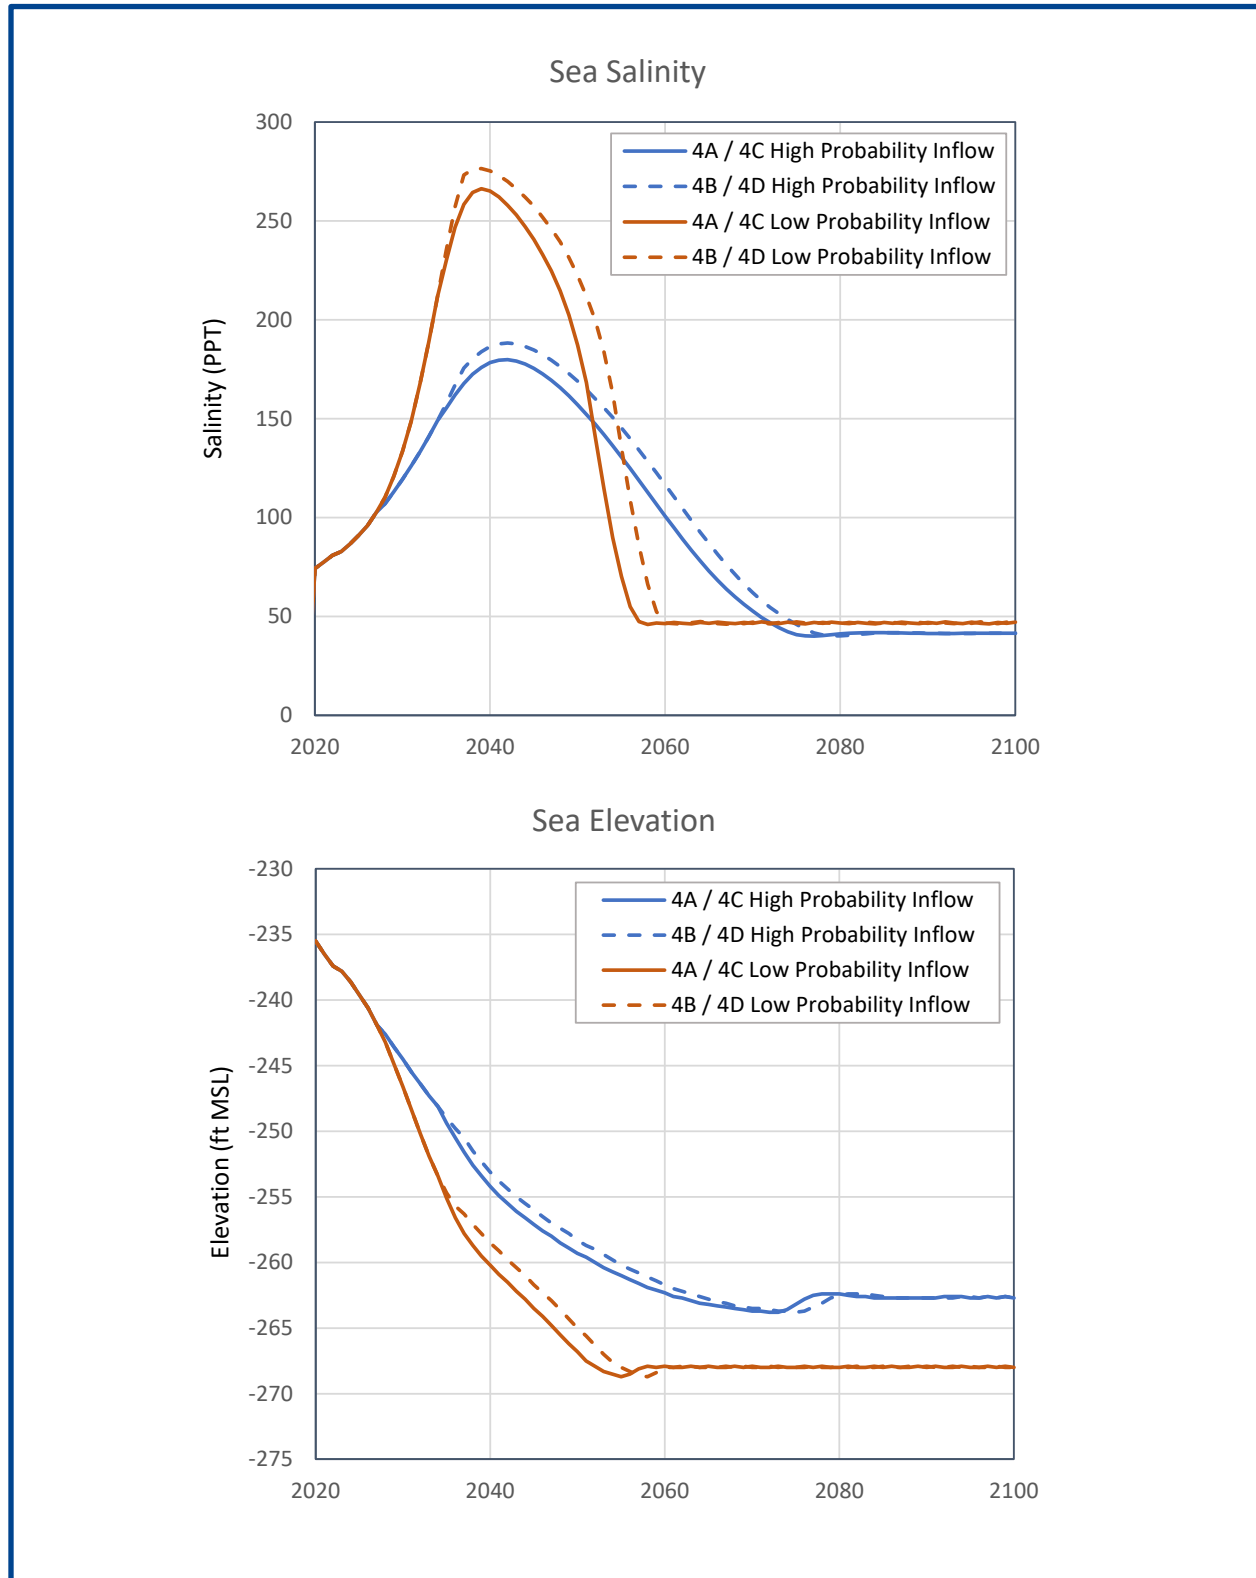 Sea Salinity
300
250
200
150
100
50
0
Salinity (PPT)
4A / 4C High Probability Inflow
4B / 4D High Probability Inflow
4A / 4C Low Probability Inflow
4B / 4D Low Probability Inflow
2020 2040 2060 2080 2100
Sea Elevation
-230
-235
-240
-245
-250
-255
-260
-265
-270
-275
Elevation (ft MSL)
4A / 4C High Probability Inflow
4B / 4D High Probability Inflow
4A / 4C Low Probability Inflow
4B / 4D Low Probability Inflow
2020 2040 2060 2080 2100